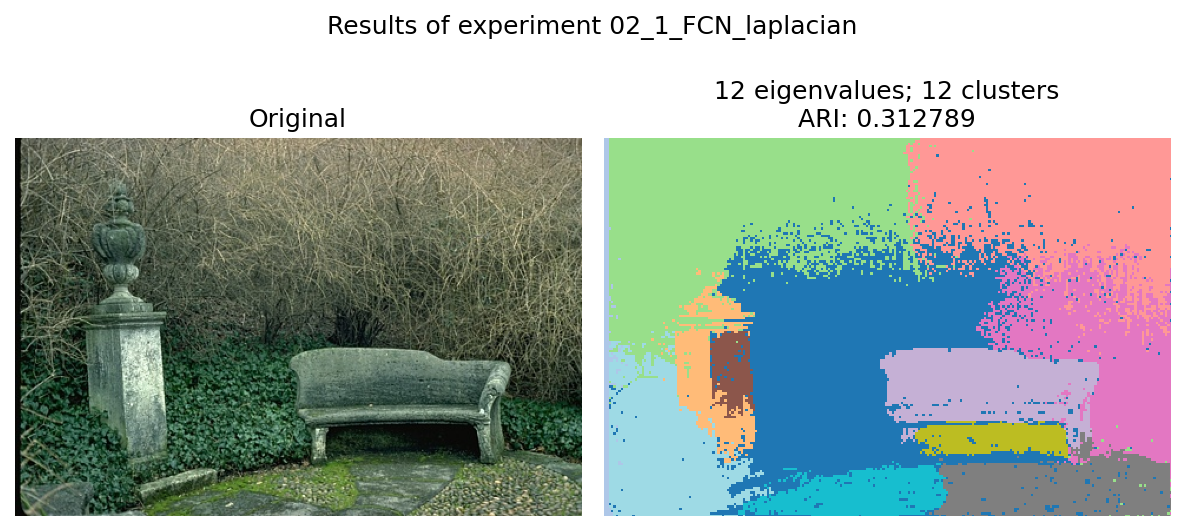 Results of experiment 02_1_FCN_laplacian
Original
12 eigenvalues; 12 clusters
ARI: 0.312789